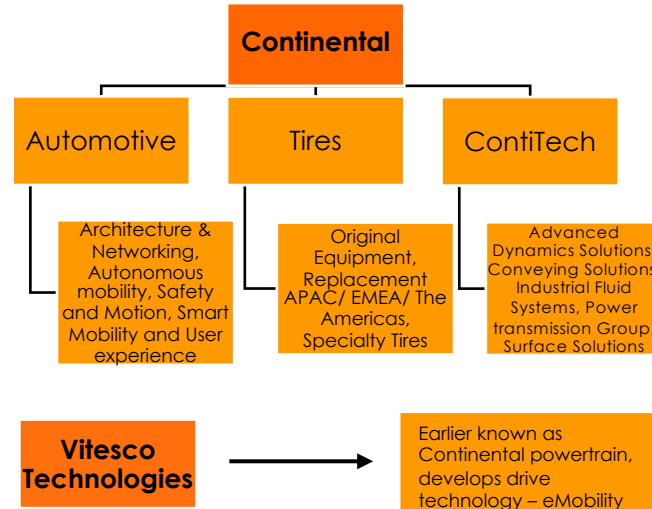 Continental
Automotive
Tires
ContiTech
Architecture &
Networking,
Autonomous
mobility, Safety
and Motion, Smart
Mobility and User
experience
Original
Equipment,
Replacement
APAC/ EMEA/ The
Americas,
Specialty Tires
Advanced
Dynamics Solutions
Conveying Solutions
Industrial Fluid
Systems, Power
transmission Group
Surface Solutions
Vitesco
Technologies
Earlier known as
Continental powertrain,
develops drive
technology – eMobility